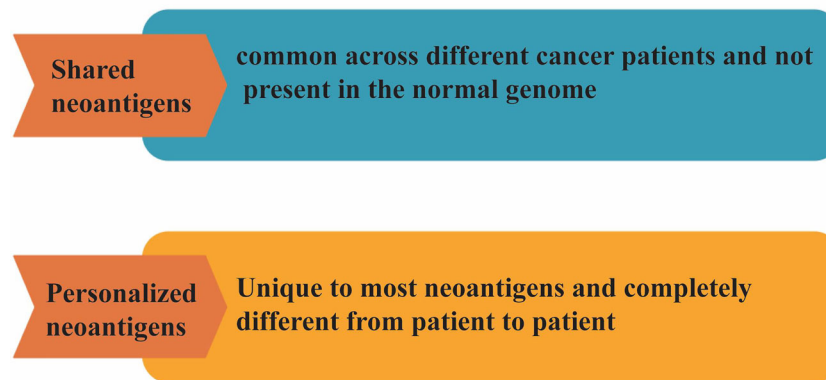 Shared
neoantigens
common across different cancer patients and not
present in the normal genome
Personalized
neoantigens
Unique to most neoantigens and completely
different from patient to patient